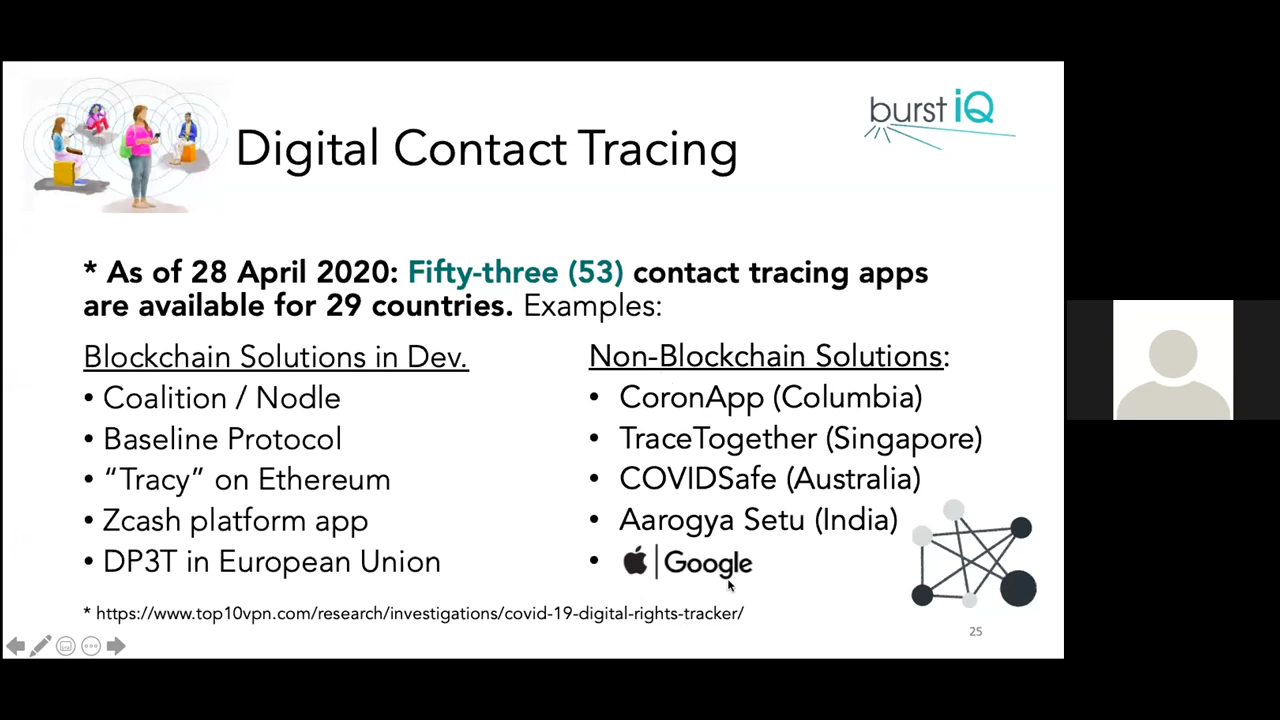 burst iQ
Digital Contact Tracing
* As of 28 April 2020: Fifty-three (53) contact tracing apps
are available for 29 countries. Examples:
Blockchain Solutions in Dev.
• Coalition / Nodle
• Baseline Protocol
• “Tracy” on Ethereum
• Zcash platform app
• DP3T in European Union
Non-Blockchain Solutions:
• CoronApp (Columbia)
• TraceTogether (Singapore)
• COVIDSafe (Australia)
• Aarogya Setu (India)
• | Google
* https://www.top10vpn.com/research/investigations/covid-19-digital-rights-tracker/
25